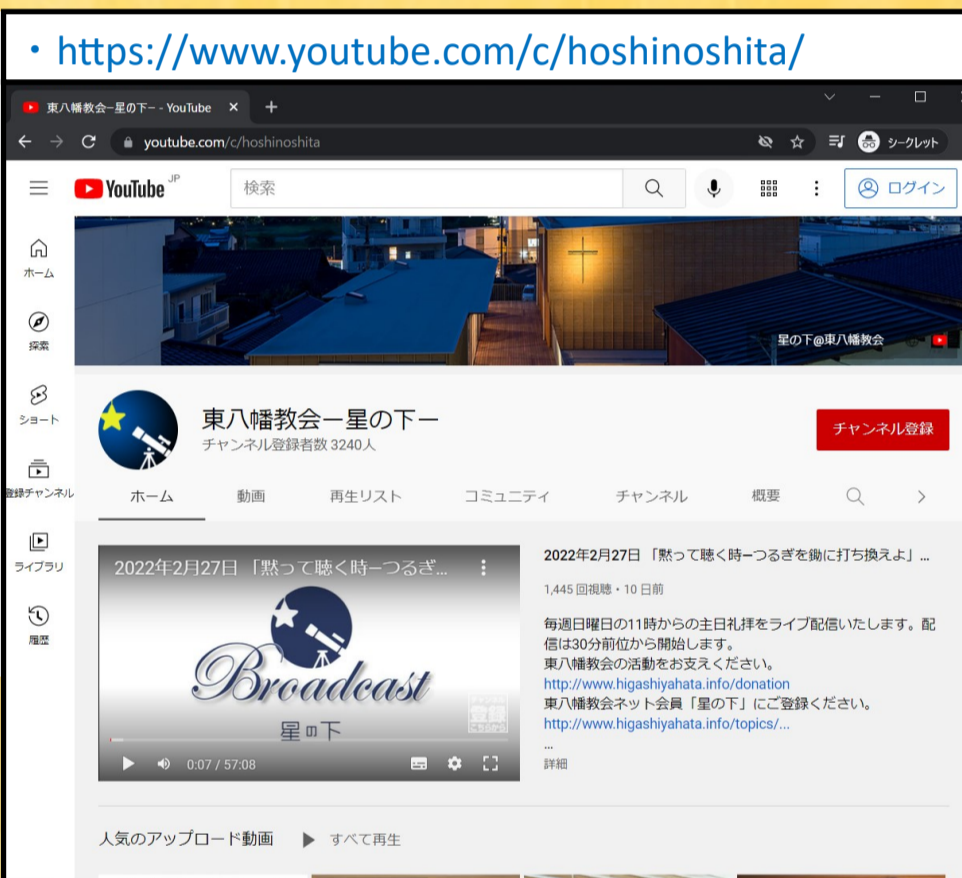 ・https://www.youtube.com/c/hoshinoshita/
東八幡教会ー星の下ー - YouTube
youtube.com/c/hoshinoshita
シークレット
YouTube JP
検索
ログイン
ホーム
探索
ショート
登録チャンネル
ライブラリ
履歴
星の下@東八幡教会
東八幡教会ー星の下ー
チャンネル登録者数 3240人
チャンネル登録
ホーム 動画 再生リスト コミュニティ チャンネル 概要
2022年2月27日 「黙って聴く時ーつるぎ...
Broadcast
星の下
チャンネル
登録
こちらから
0:07 / 57:08
2022年2月27日 「黙って聴く時ーつるぎを鋤に打ち換えよ」...
1,445 回視聴・10 日前
毎週日曜日の11時からの主日礼拝をライブ配信いたします。配
信は30分前位から開始します。
東八幡教会の活動をお支えください。
http://www.higashiyahata.info/donation
東八幡教会ネット会員「星の下」にご登録ください。
http://www.higashiyahata.info/topics/...
...
詳細
人気のアップロード動画 ▶ すべて再生